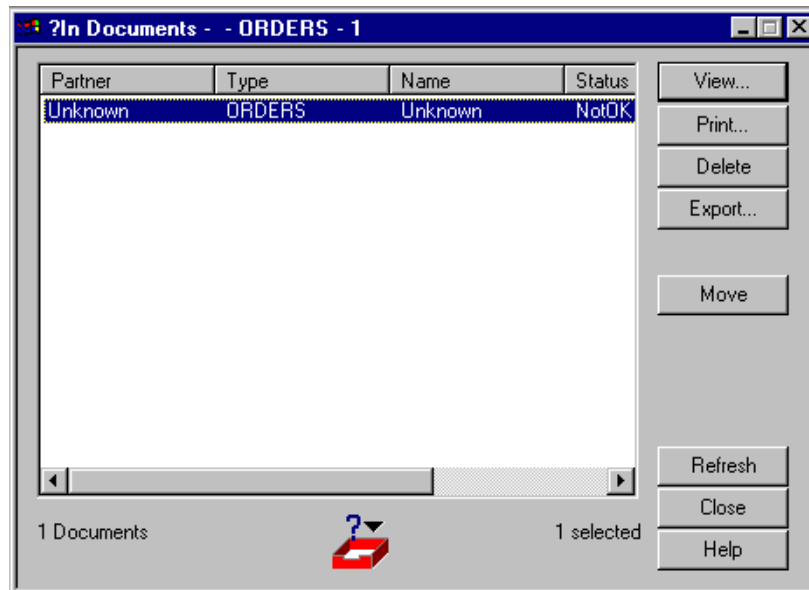 ?In Documents -  - ORDERS - 1
Partner Type Name Status
Unknown ORDERS Unknown NotOK
View...
Print...
Delete
Export...
Move
Refresh
Close
Help
1 Documents
?
1 selected